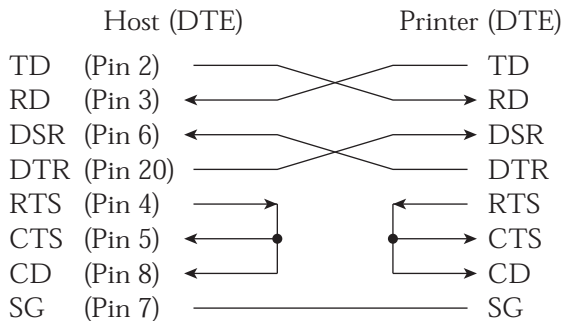 Host (DTE) Printer (DTE)
TD (Pin 2) TD
RD (Pin 3) RD
DSR (Pin 6) DSR
DTR (Pin 20) DTR
RTS (Pin 4) RTS
CTS (Pin 5) CTS
CD (Pin 8) CD
SG (Pin 7) SG